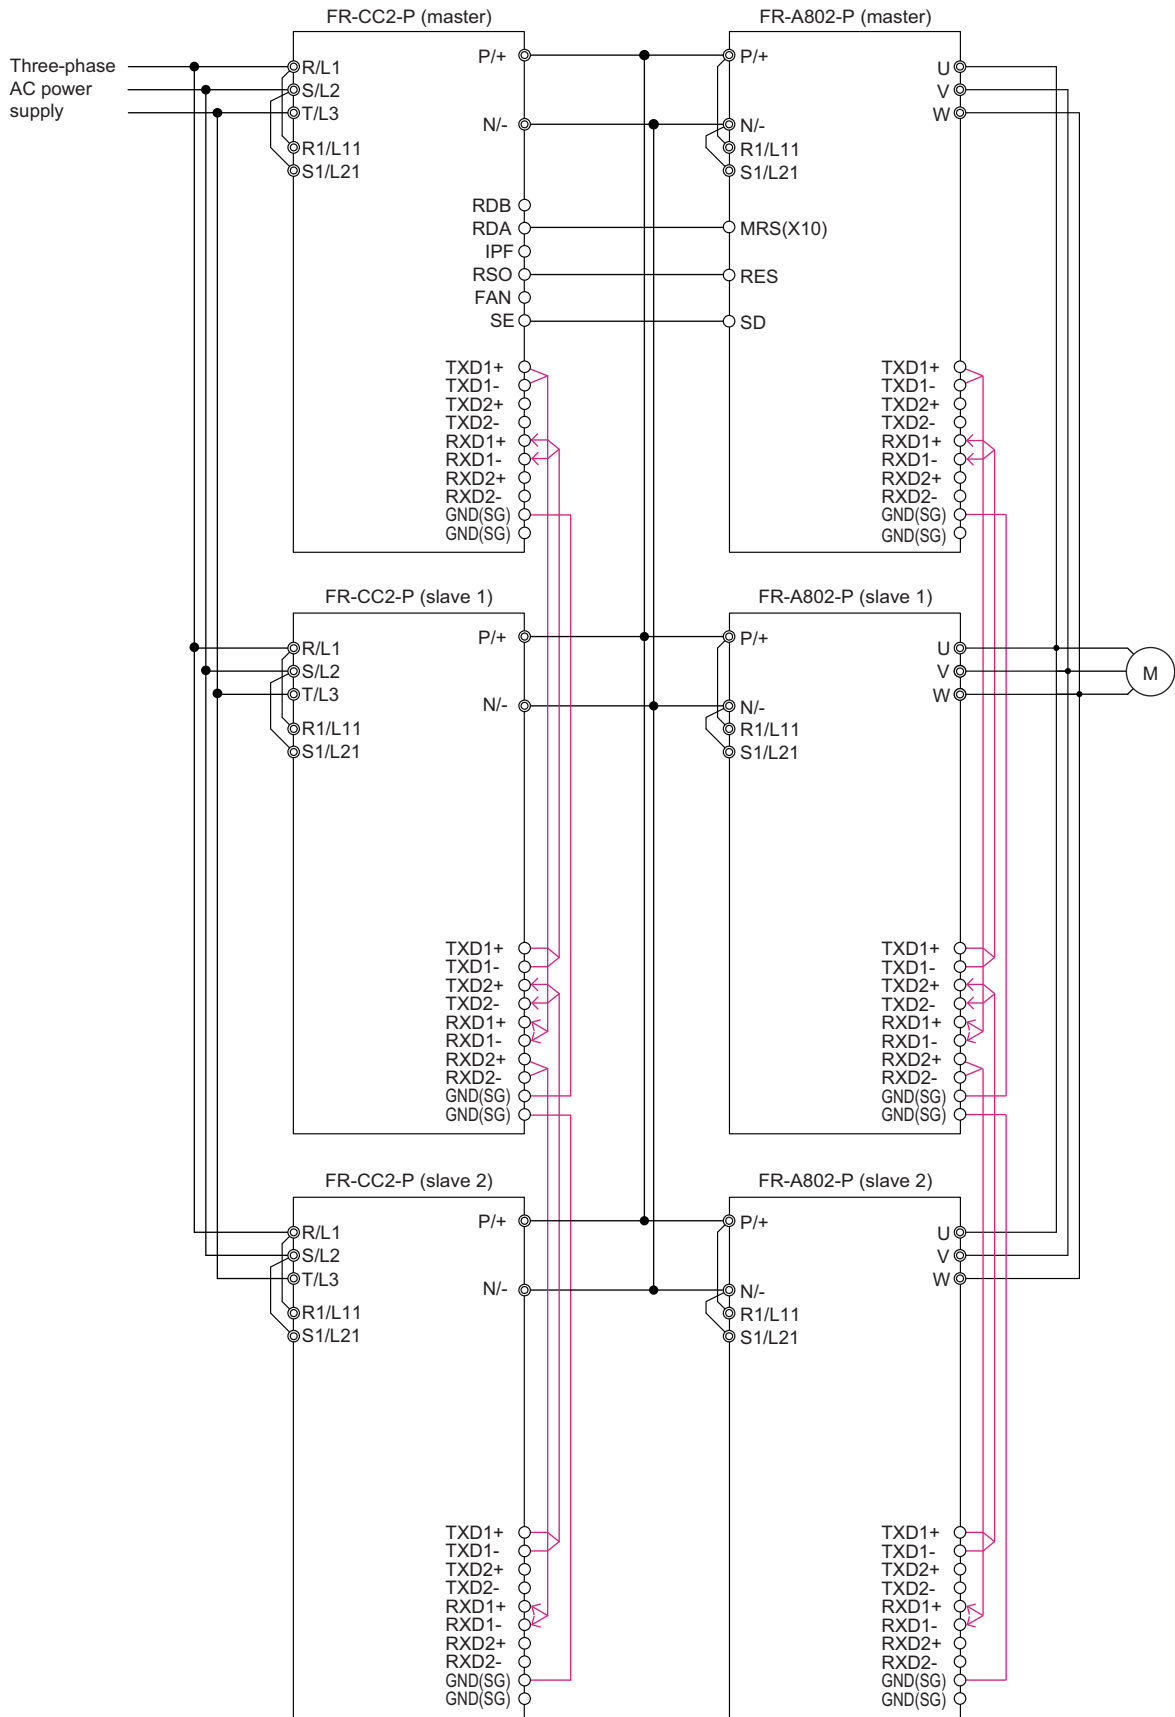 FR-CC2-P (master)
Three-phase
AC power
supply
R/L1
S/L2
T/L3
R1/L11
S1/L21
P/+
N/-
RDB
RDA
IPF
RSO
FAN
SE
TXD1+
TXD1-
TXD2+
TXD2-
RXD1+
RXD1-
RXD2+
RXD2-
GND(SG)
GND(SG)
FR-A802-P (master)
P/+
N/-
R1/L11
S1/L21
MRS(X10)
RES
SD
U
V
W
TXD1+
TXD1-
TXD2+
TXD2-
RXD1+
RXD1-
RXD2+
RXD2-
GND(SG)
GND(SG)
FR-CC2-P (slave 1)
R/L1
S/L2
T/L3
R1/L11
S1/L21
P/+
N/-
TXD1+
TXD1-
TXD2+
TXD2-
RXD1+
RXD1-
RXD2+
RXD2-
GND(SG)
GND(SG)
FR-A802-P (slave 1)
P/+
N/-
R1/L11
S1/L21
U
V
W
M
TXD1+
TXD1-
TXD2+
TXD2-
RXD1+
RXD1-
RXD2+
RXD2-
GND(SG)
GND(SG)
FR-CC2-P (slave 2)
R/L1
S/L2
T/L3
R1/L11
S1/L21
P/+
N/-
TXD1+
TXD1-
TXD2+
TXD2-
RXD1+
RXD1-
RXD2+
RXD2-
GND(SG)
GND(SG)
FR-A802-P (slave 2)
P/+
N/-
R1/L11
S1/L21
U
V
W
TXD1+
TXD1-
TXD2+
TXD2-
RXD1+
RXD1-
RXD2+
RXD2-
GND(SG)
GND(SG)